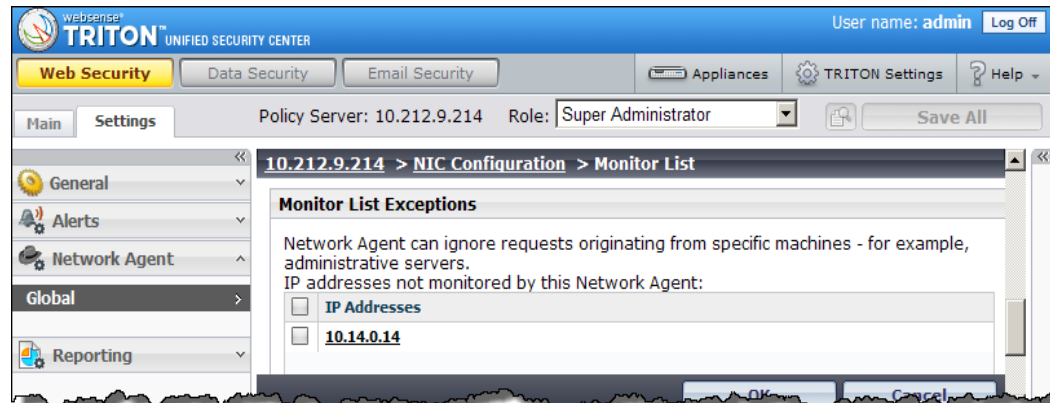 websense®
TRITON™ UNIFIED SECURITY CENTER
User name: admin Log Off
Web Security Data Security Email Security Appliances TRITON Settings Help
Main Settings Policy Server: 10.212.9.214 Role: Super Administrator Save All
10.212.9.214 > NIC Configuration > Monitor List
General
Alerts
Network Agent
Global
Reporting
Monitor List Exceptions
Network Agent can ignore requests originating from specific machines - for example,
administrative servers.
IP addresses not monitored by this Network Agent:
IP Addresses
10.14.0.14
OK Cancel